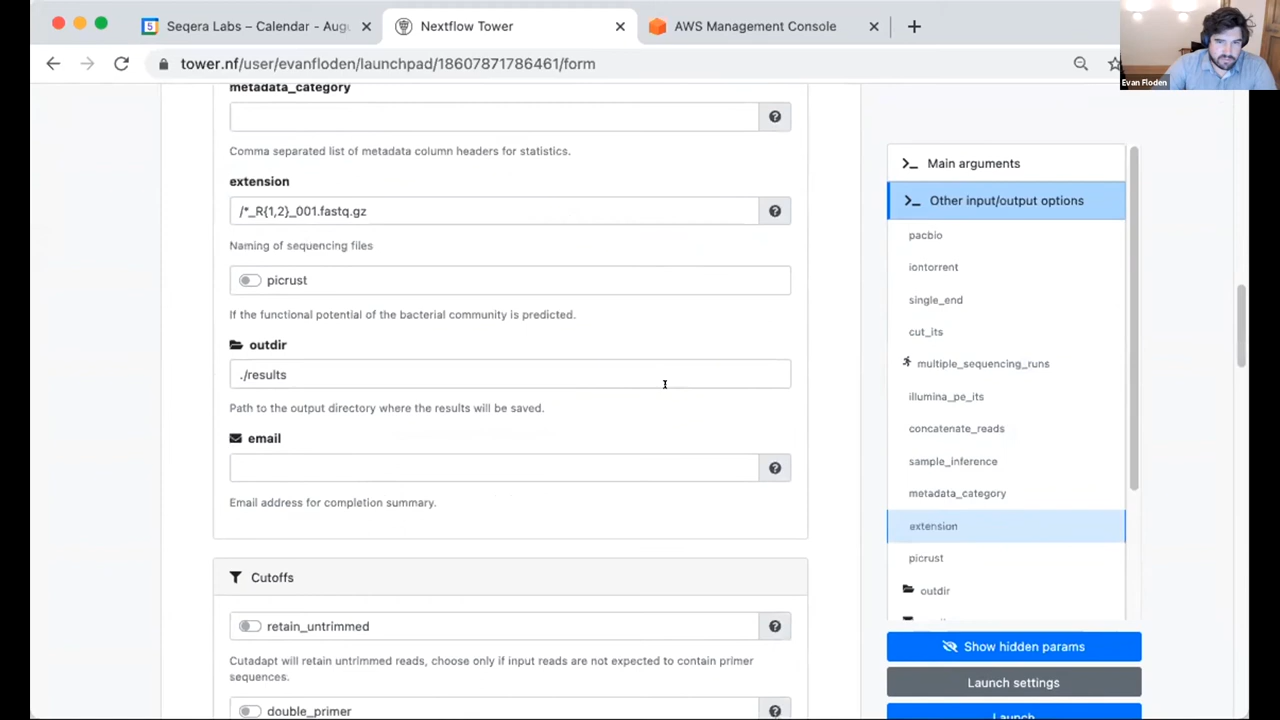 Seqera Labs – Calendar - Aug
Nextflow Tower
AWS Management Console
tower.nf/user/evanfloden/launchpad/18607871786461/form
Evan Floden
metadata_category
Comma separated list of metadata column headers for statistics.
extension
/*_R{1,2}_001.fastq.gz
Naming of sequencing files
picrust
If the functional potential of the bacterial community is predicted.
outdir
./results
Path to the output directory where the results will be saved.
email
Email address for completion summary.
Cutoffs
retain_untrimmed
Cutadapt will retain untrimmed reads, choose only if input reads are not expected to contain primer
sequences.
double_primer
Main arguments
Other input/output options
pacbio
iontorrent
single_end
cut_its
multiple_sequencing_runs
illumina_pe_its
concatenate_reads
sample_inference
metadata_category
extension
picrust
outdir
Show hidden params
Launch settings
Launch